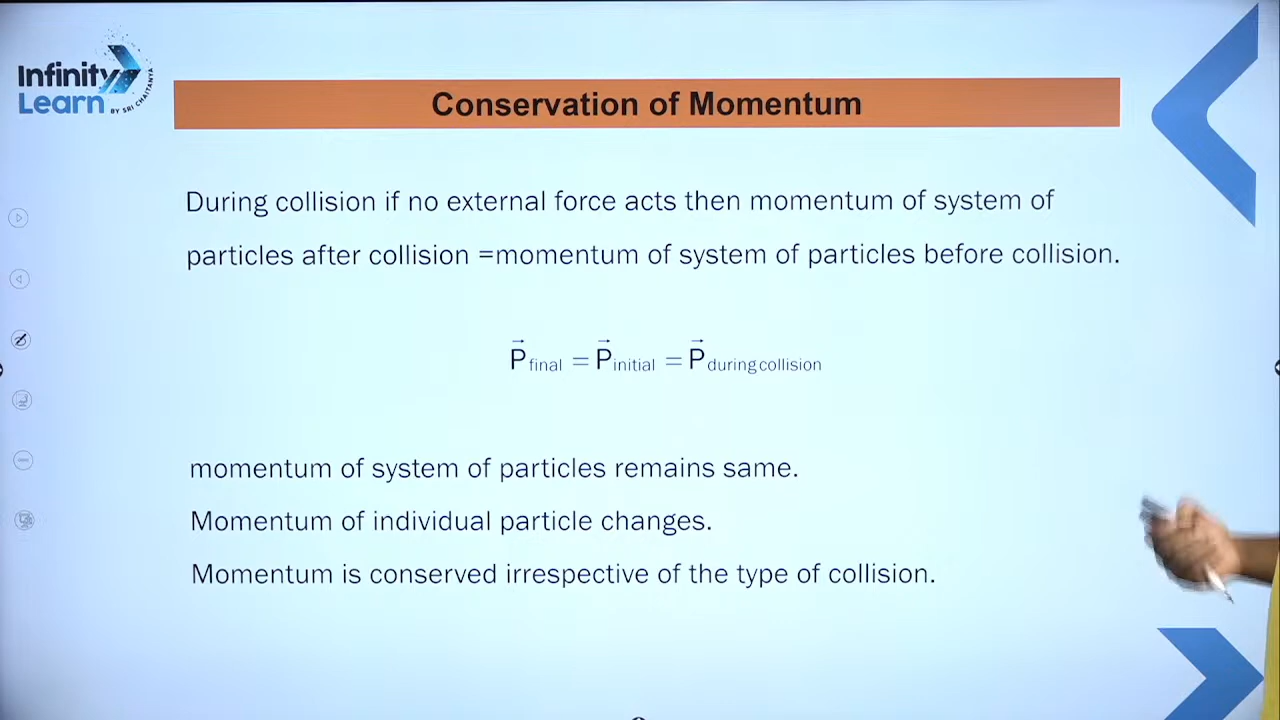 Infinity
Learn
BY SRI CHAITANYA
Conservation of Momentum
During collision if no external force acts then momentum of system of
particles after collision =momentum of system of particles before collision.
P⃗ final = P⃗ initial = P⃗ during collision
momentum of system of particles remains same.
Momentum of individual particle changes.
Momentum is conserved irrespective of the type of collision.